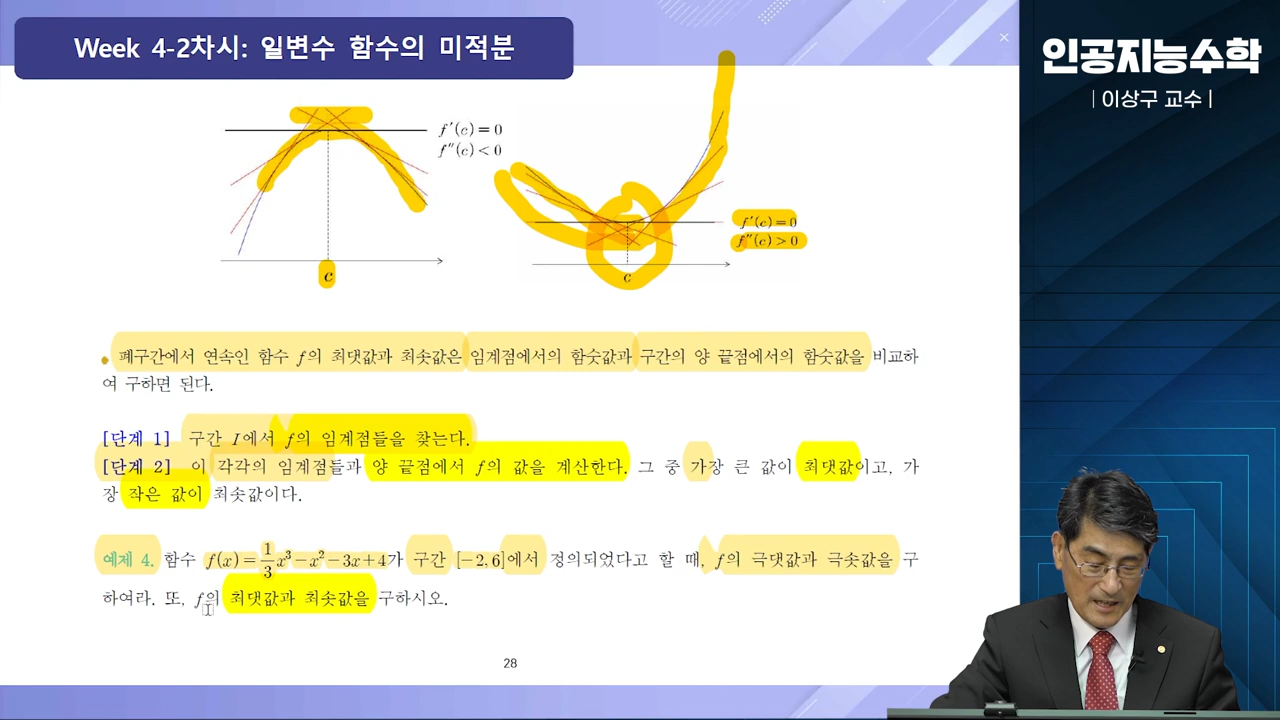 Week 4-2차시: 일변수 함수의 미적분
인공지능수학
| 이상구 교수 |
f′(c) = 0
f″(c) < 0
c
f′(c) = 0
f″(c) > 0
c
• 폐구간에서 연속인 함수 f의 최댓값과 최솟값은 임계점에서의 함숫값과 구간의 양 끝점에서의 함숫값을 비교하
여 구하면 된다.
[단계 1] 구간 I에서 f의 임계점들을 찾는다.
[단계 2] 이 각각의 임계점들과 양 끝점에서 f의 값을 계산한다. 그 중 가장 큰 값이 최댓값이고, 가
장 작은 값이 최솟값이다.
예제 4. 함수 f(x) = 1/3 x³ − x² − 3x + 4가 구간 [−2, 6]에서 정의되었다고 할 때, f의 극댓값과 극솟값을 구
하여라. 또, f의 최댓값과 최솟값을 구하시오.
28